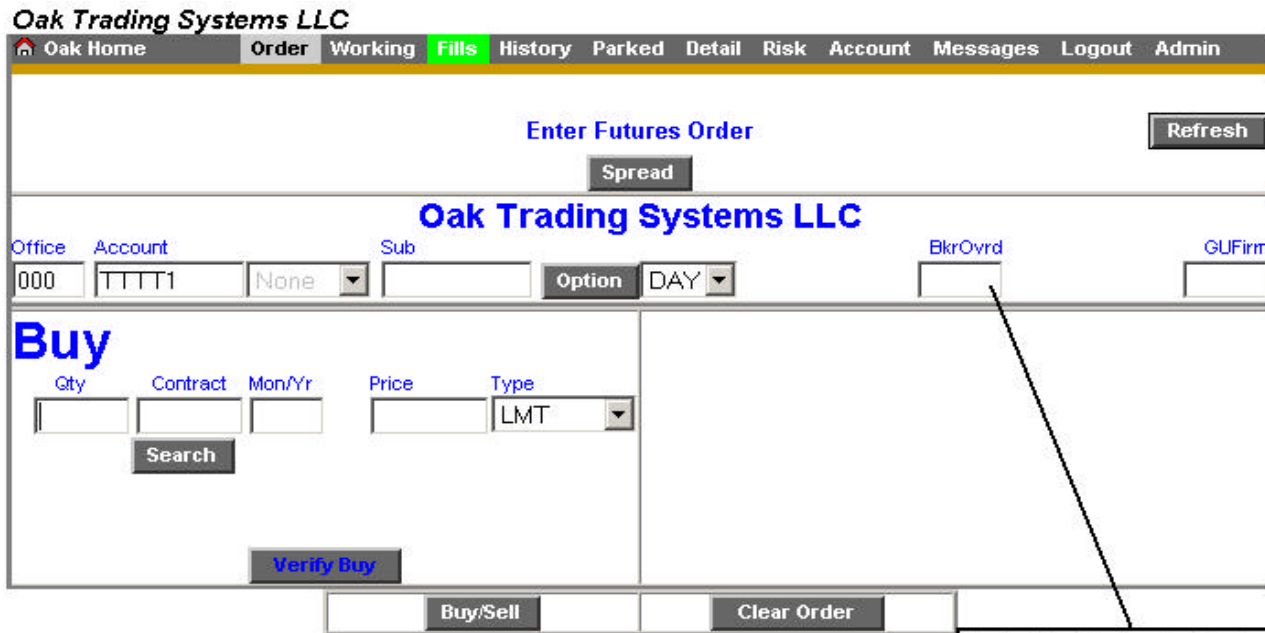 Oak Trading Systems LLC
Oak Home Order Working Fills History Parked Detail Risk Account Messages Logout Admin
Enter Futures Order
Refresh
Spread
Oak Trading Systems LLC
Office Account Sub BkrOvrd GUFirm
000 TTTT1 None Option DAY
Buy
Qty Contract Mon/Yr Price Type
LMT
Search
Verify Buy
Buy/Sell Clear Order